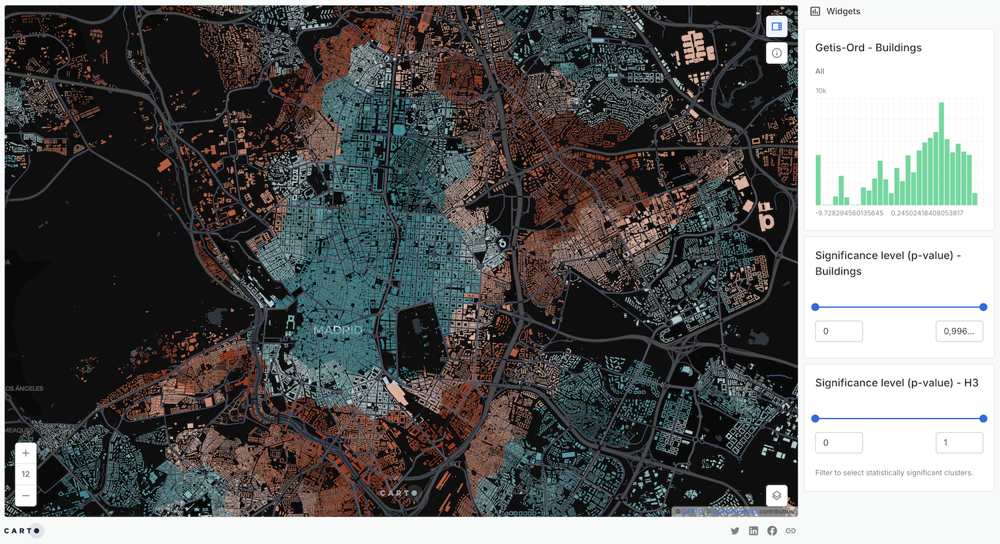 Widgets
Getis-Ord - Buildings
All
10k
-9.728294560135645 0.24502418408053817
Significance level (p-value) -
Buildings
0 0,996...
Significance level (p-value) - H3
0 1
Filter to select statistically significant clusters.
MADRID
OS ÁNGELES
MEAQUES
12
CARTO
© CARTO, © OpenStreetMap contributors
CARTO